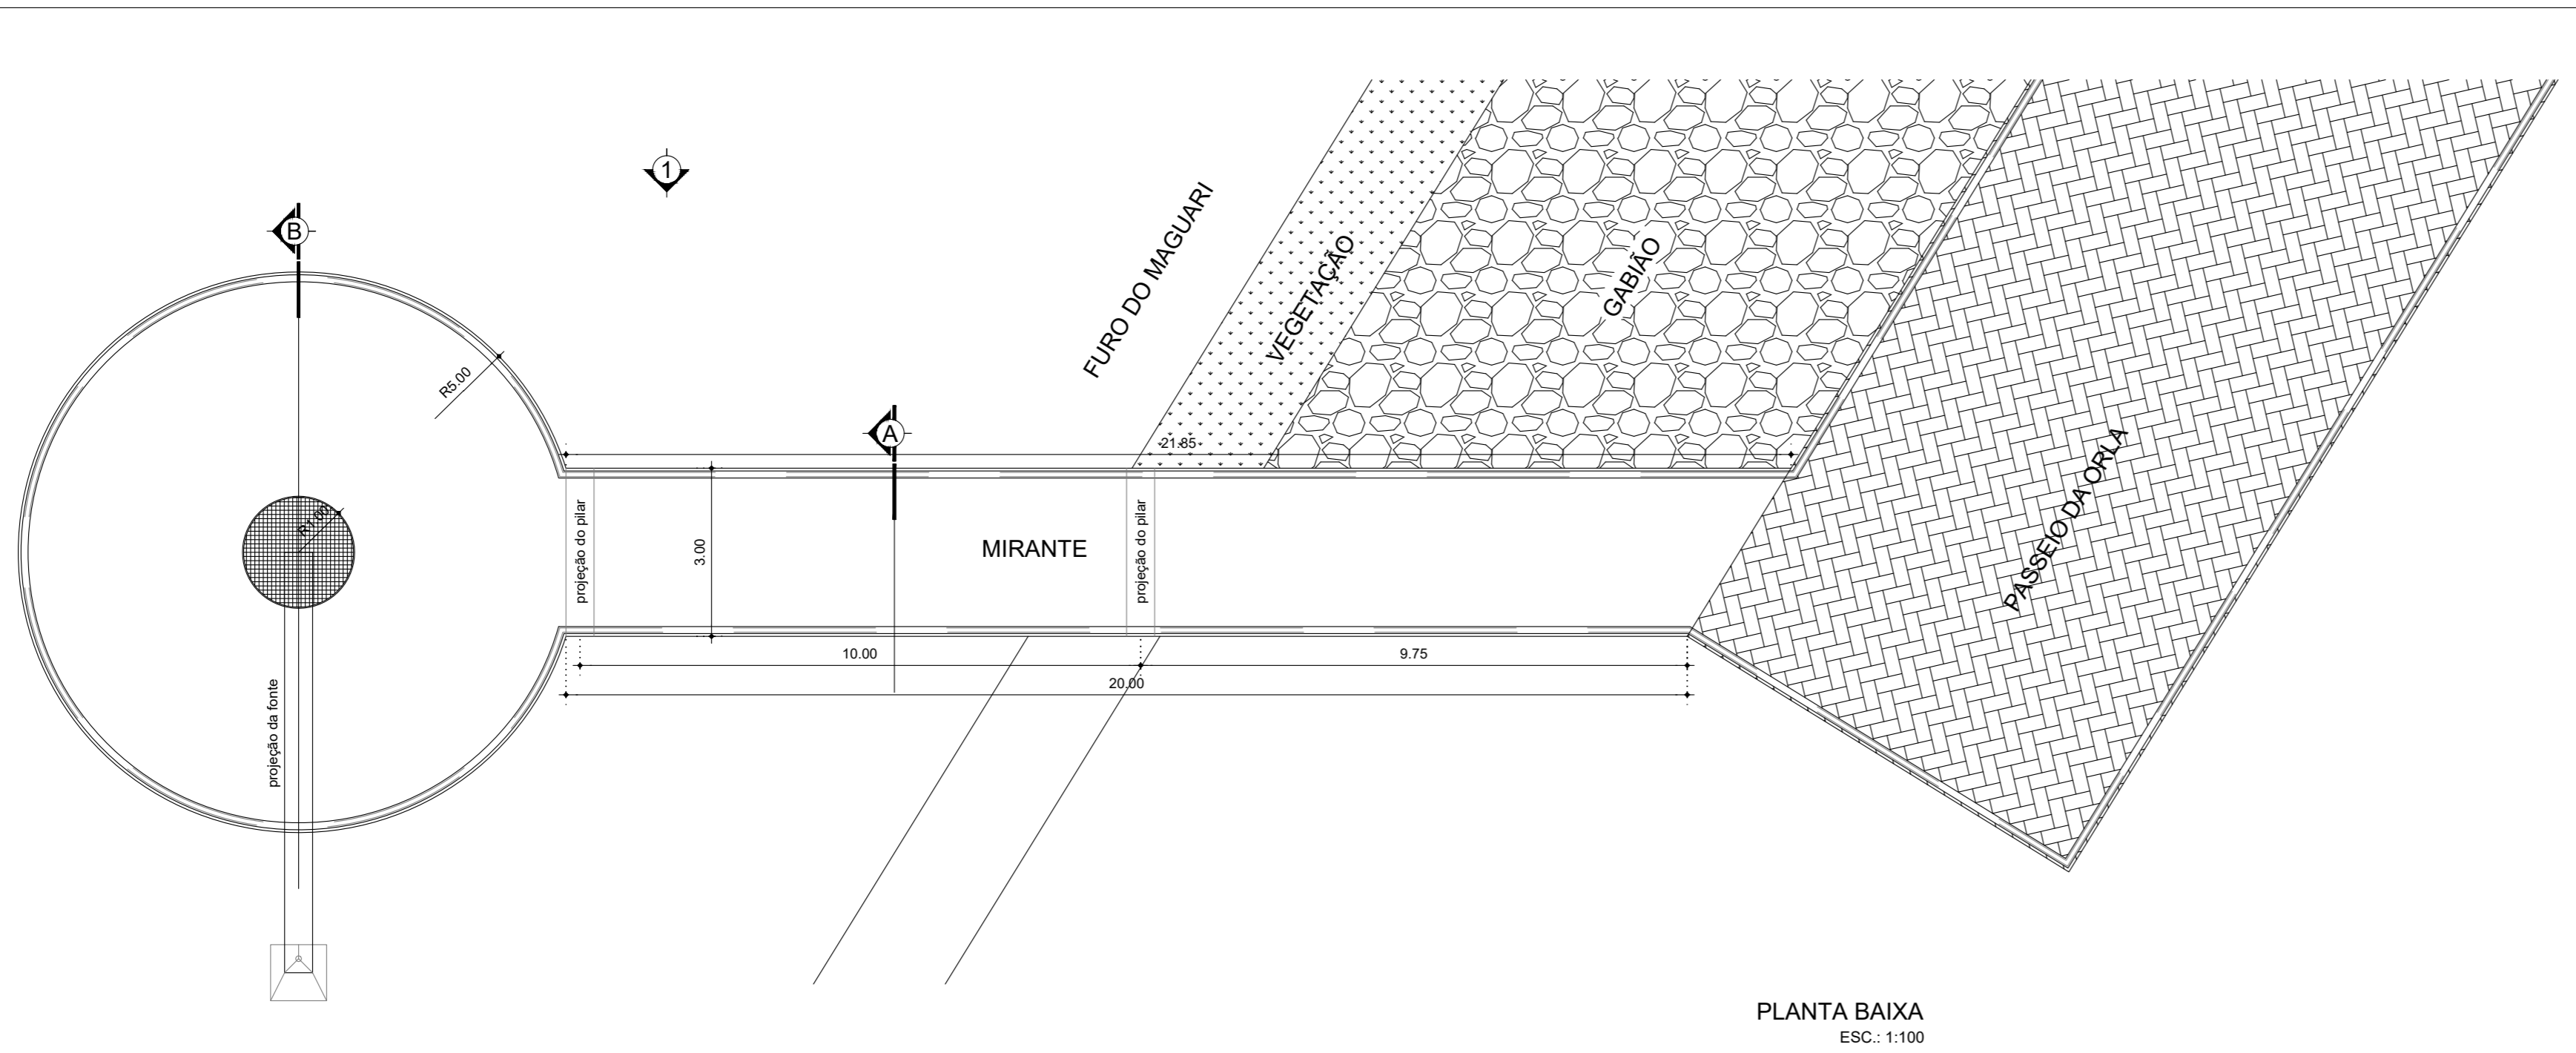 1
B
FURO DO MAGUARI
VEGETAÇÃO
GABIÃO
R5.00
A
21.85
PASSEIO DA ORLA
R1.00
projeção do pilar
3.00
MIRANTE
projeção do pilar
10.00
9.75
20.00
projeção da fonte
PLANTA BAIXA
ESC.: 1:100